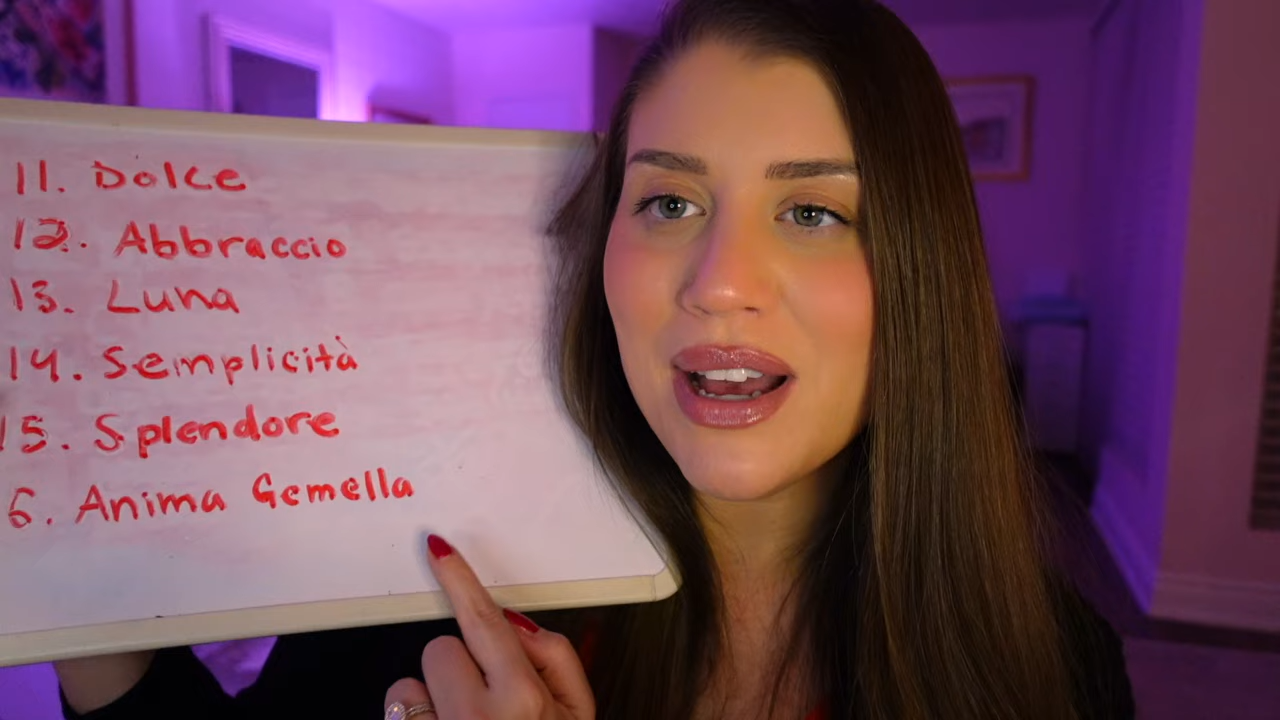 11. Dolce
12. Abbraccio
13. Luna
14. Semplicità
15. Splendore
6. Anima Gemella